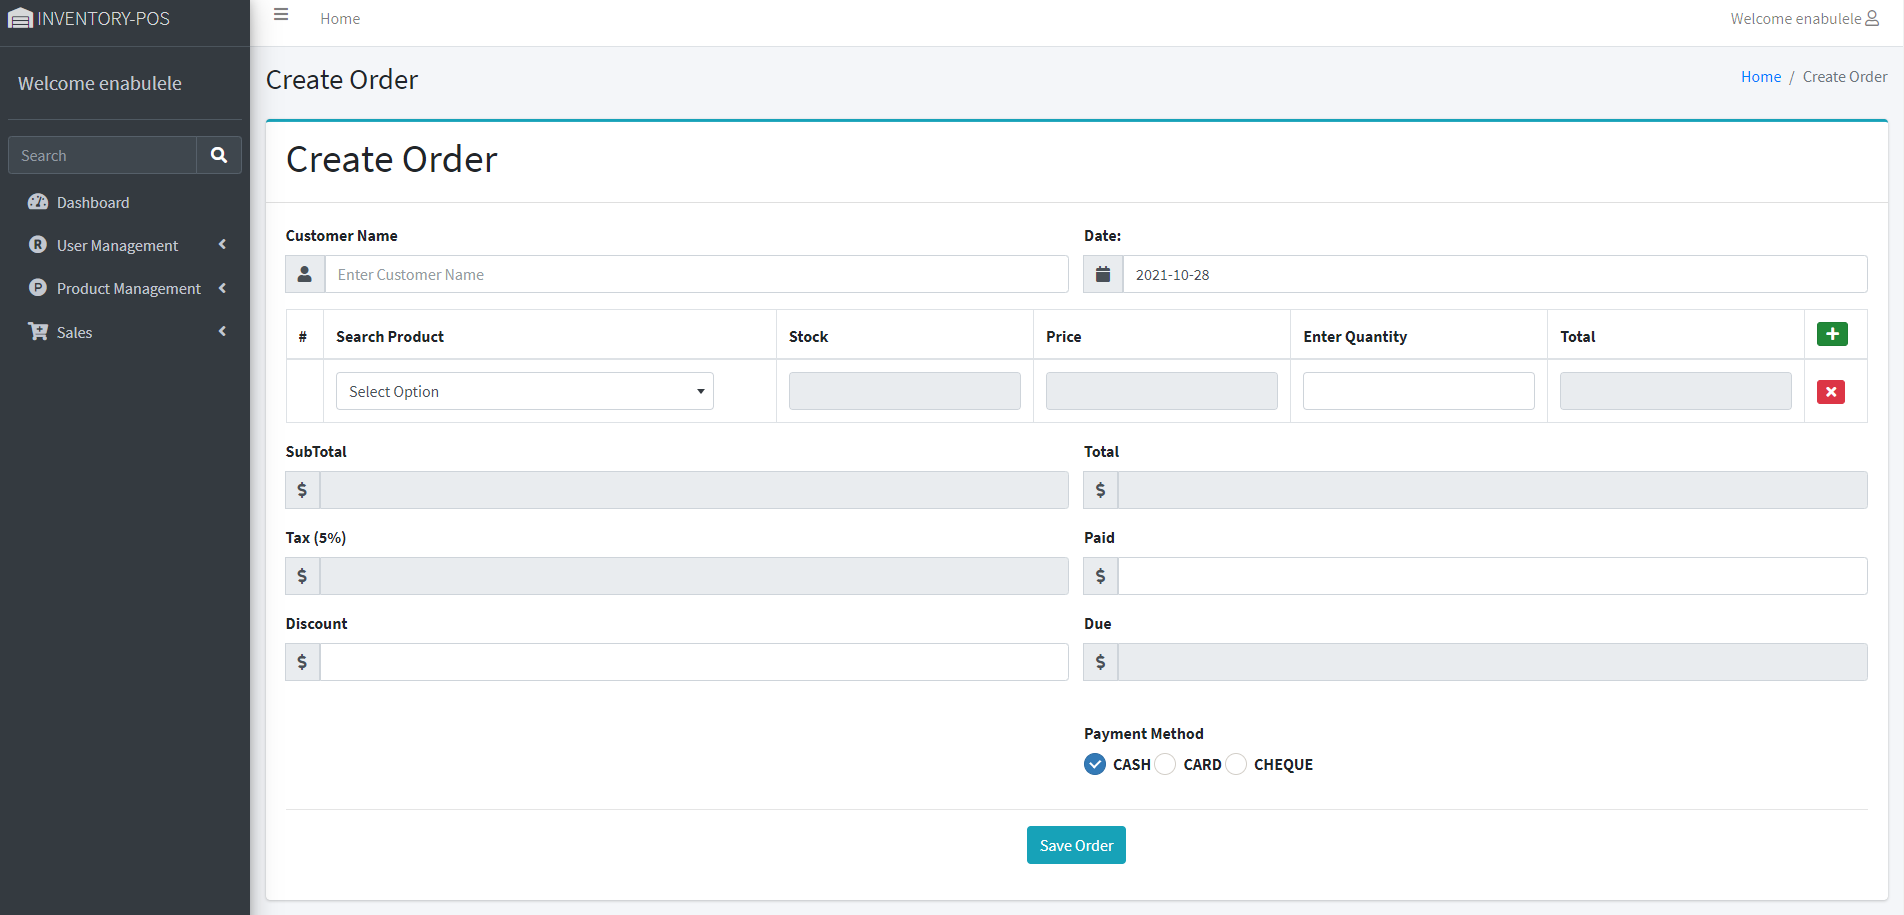 INVENTORY-POS
Home
Welcome enabulele
Welcome enabulele
Search
Dashboard
R User Management
P Product Management
Sales
Create Order
Home / Create Order
Create Order
Customer Name
Date:
Enter Customer Name
2021-10-28
# Search Product Stock Price Enter Quantity Total
Select Option
SubTotal
Total
$
$
Tax (5%)
Paid
$
$
Discount
Due
$
$
Payment Method
CASH CARD CHEQUE
Save Order